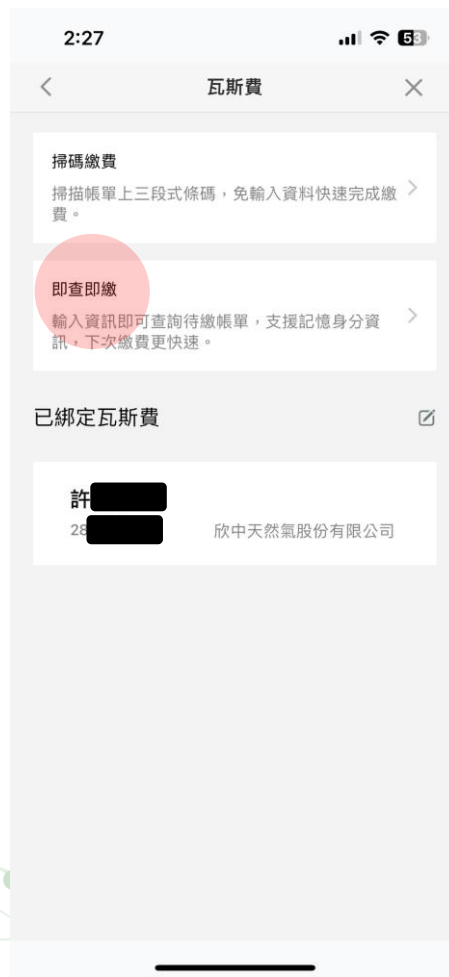 2:27
53
瓦斯費
掃碼繳費
掃描帳單上三段式條碼，免輸入資料快速完成繳
費。
即查即繳
輸入資訊即可查詢待繳帳單，支援記憶身分資
訊，下次繳費更快速。
已綁定瓦斯費
許
28
欣中天然氣股份有限公司